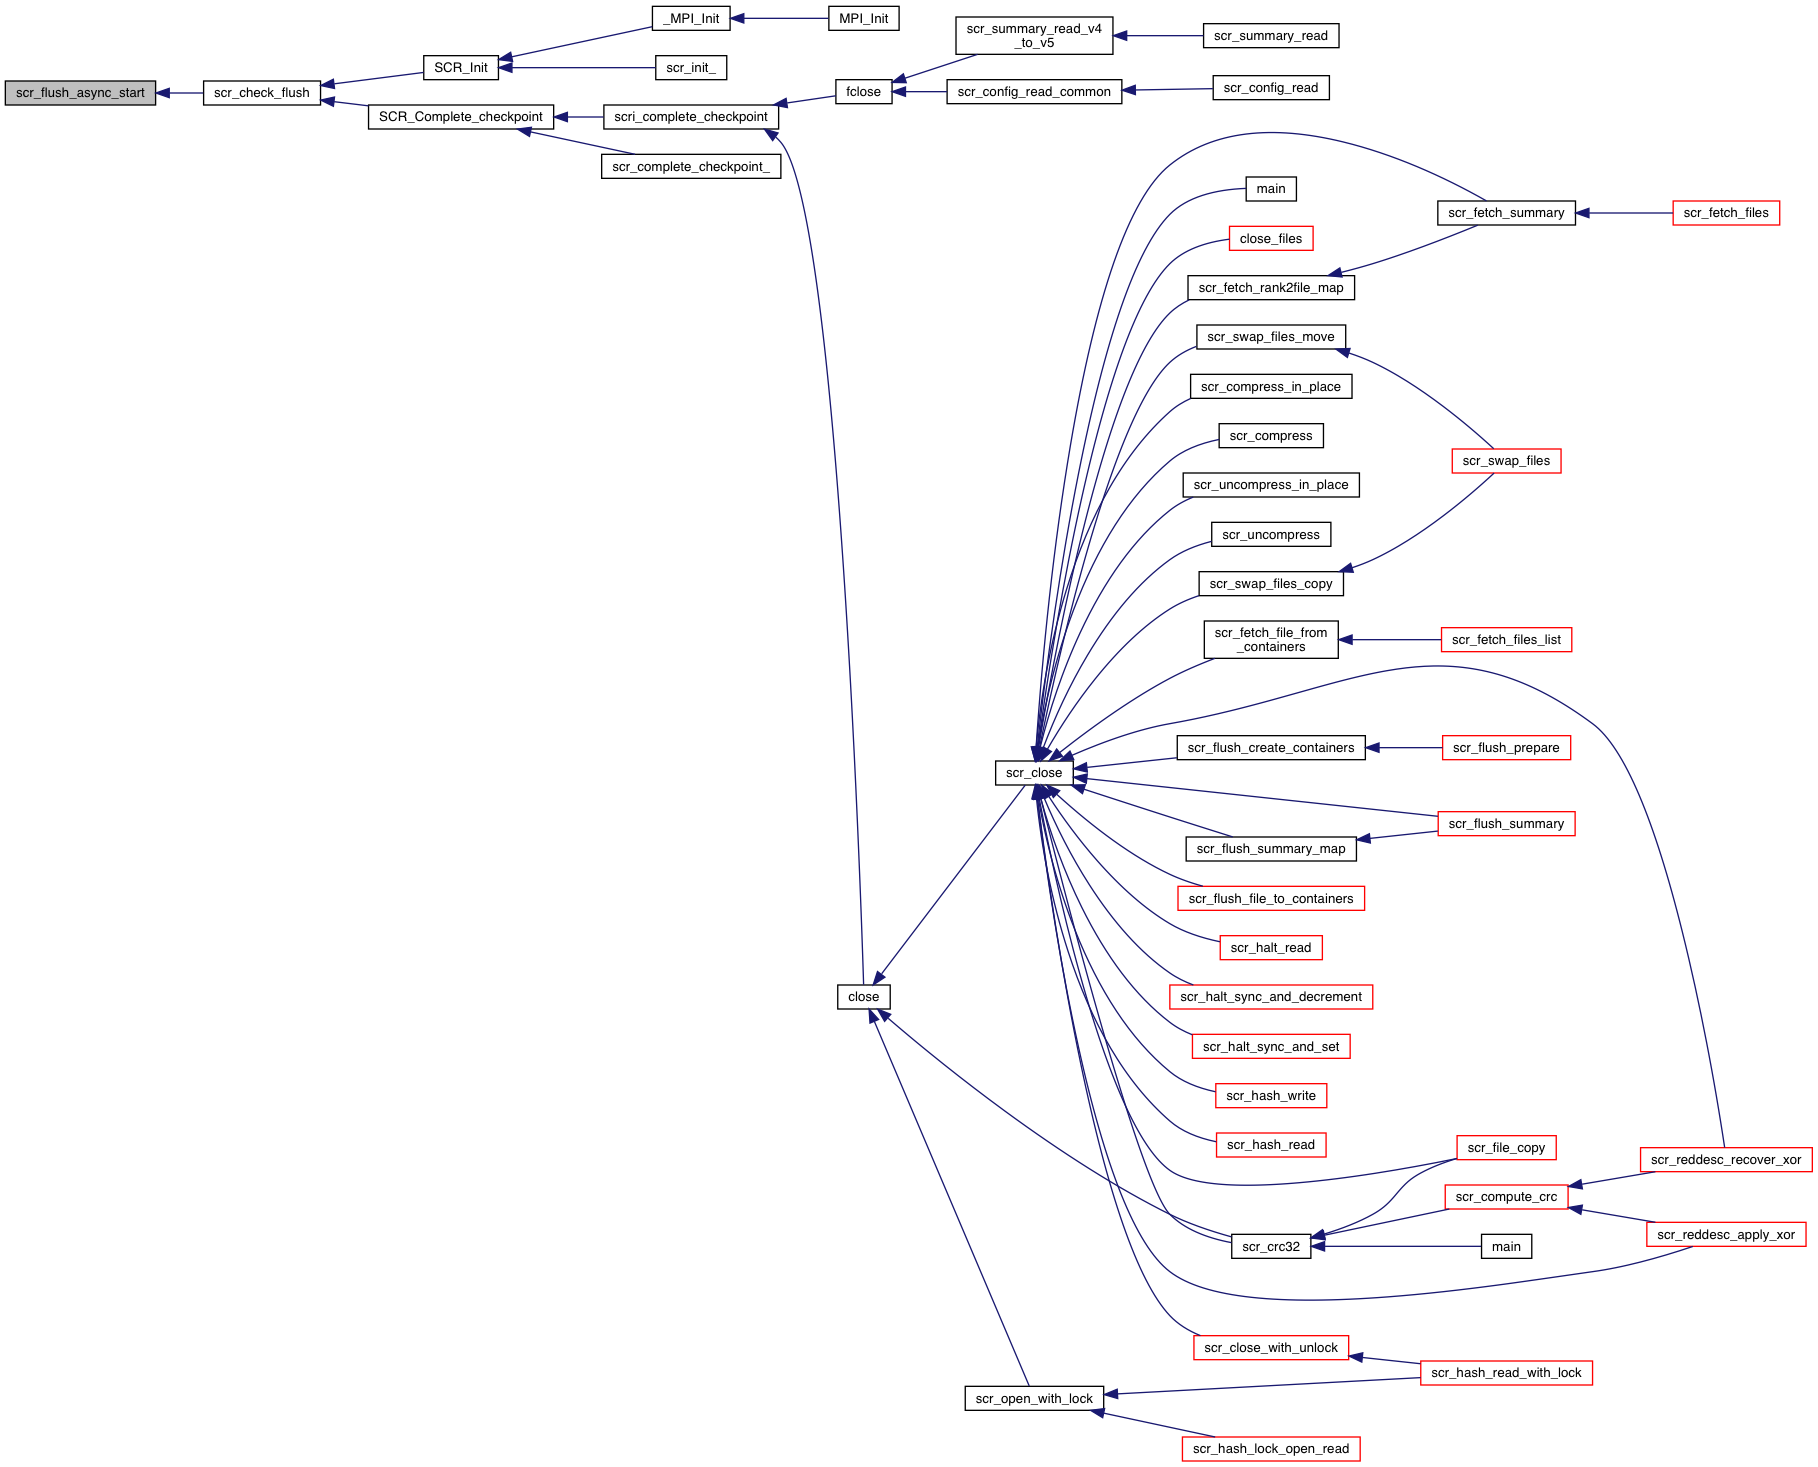 _MPI_Init
MPI_Init
scr_summary_read_v4
_to_v5
scr_summary_read
SCR_Init
scr_init_
scr_flush_async_start
scr_check_flush
fclose
scr_config_read_common
scr_config_read
SCR_Complete_checkpoint
scri_complete_checkpoint
scr_complete_checkpoint_
main
scr_fetch_summary
scr_fetch_files
close_files
scr_fetch_rank2file_map
scr_swap_files_move
scr_compress_in_place
scr_compress
scr_swap_files
scr_uncompress_in_place
scr_uncompress
scr_swap_files_copy
scr_fetch_file_from
_containers
scr_fetch_files_list
scr_flush_create_containers
scr_flush_prepare
scr_close
scr_flush_summary
scr_flush_summary_map
scr_flush_file_to_containers
scr_halt_read
close
scr_halt_sync_and_decrement
scr_halt_sync_and_set
scr_hash_write
scr_hash_read
scr_file_copy
scr_reddesc_recover_xor
scr_compute_crc
scr_reddesc_apply_xor
scr_crc32
main
scr_close_with_unlock
scr_hash_read_with_lock
scr_open_with_lock
scr_hash_lock_open_read